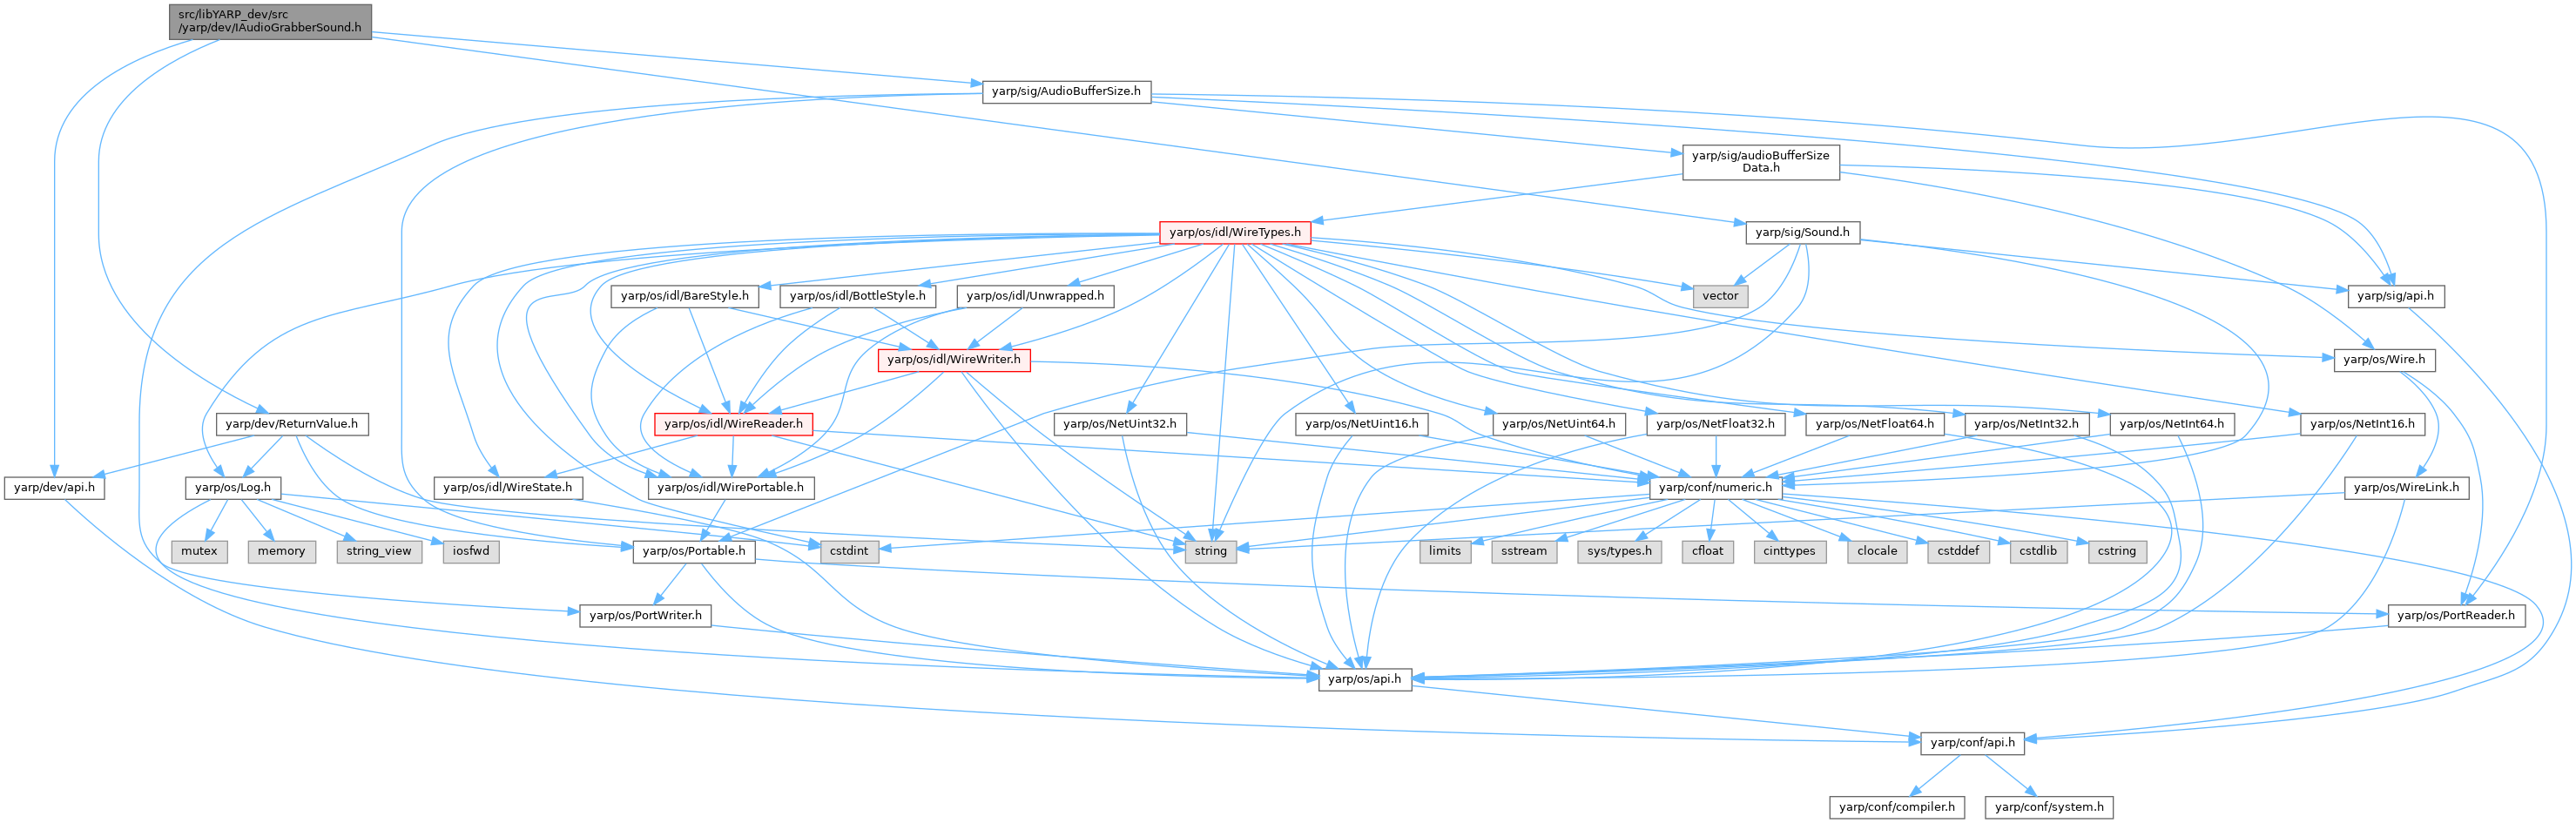 src/libYARP_dev/src
/yarp/dev/IAudioGrabberSound.h
yarp/sig/AudioBufferSize.h
yarp/sig/audioBufferSize
Data.h
yarp/os/idl/WireTypes.h
yarp/sig/Sound.h
yarp/os/idl/BareStyle.h
yarp/os/idl/BottleStyle.h
yarp/os/idl/Unwrapped.h
vector
yarp/sig/api.h
yarp/os/idl/WireWriter.h
yarp/os/Wire.h
yarp/dev/ReturnValue.h
yarp/os/idl/WireReader.h
yarp/os/NetUint32.h
yarp/os/NetUint16.h
yarp/os/NetUint64.h
yarp/os/NetFloat32.h
yarp/os/NetFloat64.h
yarp/os/NetInt32.h
yarp/os/NetInt64.h
yarp/os/NetInt16.h
yarp/dev/api.h
yarp/os/Log.h
yarp/os/idl/WireState.h
yarp/os/idl/WirePortable.h
yarp/conf/numeric.h
yarp/os/WireLink.h
mutex
memory
string_view
iosfwd
yarp/os/Portable.h
cstdint
string
limits
sstream
sys/types.h
cfloat
cinttypes
clocale
cstddef
cstdlib
cstring
yarp/os/PortWriter.h
yarp/os/PortReader.h
yarp/os/api.h
yarp/conf/api.h
yarp/conf/compiler.h
yarp/conf/system.h